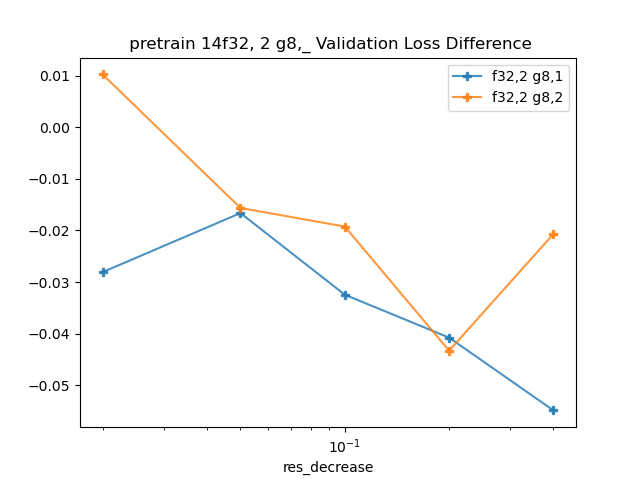 pretrain 14f32, 2 g8,_ Validation Loss Difference
f32,2 g8,1
f32,2 g8,2
0.01
0.00
−0.01
−0.02
−0.03
−0.04
−0.05
10⁻¹
res_decrease